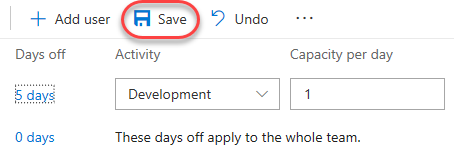 Add user Save Undo
Days off Activity Capacity per day
5 days Development 1
0 days These days off apply to the whole team.